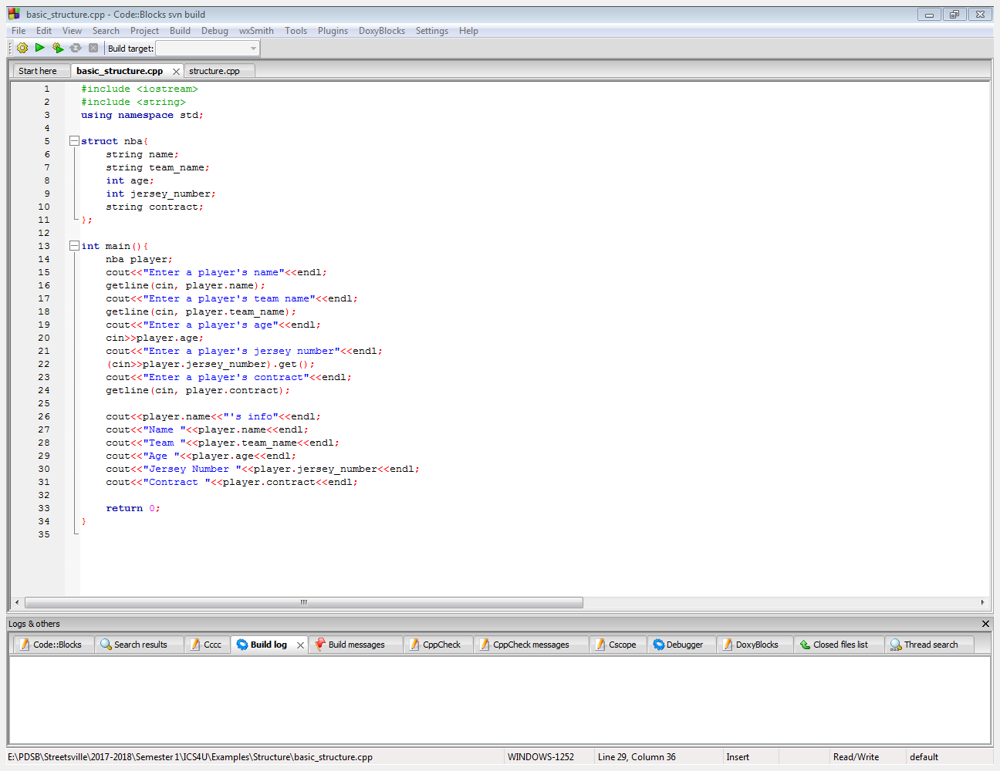 basic_structure.cpp - Code::Blocks svn build
File Edit View Search Project Build Debug wxSmith Tools Plugins DoxyBlocks Settings Help
Build target:
Start here basic_structure.cpp structure.cpp
1 #include <iostream>
2 #include <string>
3 using namespace std;
4
5 struct nba{
6 string name;
7 string team_name;
8 int age;
9 int jersey_number;
10 string contract;
11 };
12
13 int main(){
14 nba player;
15 cout<<"Enter a player's name"<<endl;
16 getline(cin, player.name);
17 cout<<"Enter a player's team name"<<endl;
18 getline(cin, player.team_name);
19 cout<<"Enter a player's age"<<endl;
20 cin>>player.age;
21 cout<<"Enter a player's jersey number"<<endl;
22 (cin>>player.jersey_number).get();
23 cout<<"Enter a player's contract"<<endl;
24 getline(cin, player.contract);
25
26 cout<<player.name<<"'s info"<<endl;
27 cout<<"Name "<<player.name<<endl;
28 cout<<"Team "<<player.team_name<<endl;
29 cout<<"Age "<<player.age<<endl;
30 cout<<"Jersey Number "<<player.jersey_number<<endl;
31 cout<<"Contract "<<player.contract<<endl;
32
33 return 0;
34 }
35
Logs & others
Code::Blocks Search results Cccc Build log Build messages CppCheck CppCheck messages Cscope Debugger DoxyBlocks Closed files list Thread search
E:\PDSB\Streetsville\2017-2018\Semester 1\ICS4U\Examples\Structure\basic_structure.cpp WINDOWS-1252 Line 29, Column 36 Insert Read/Write default